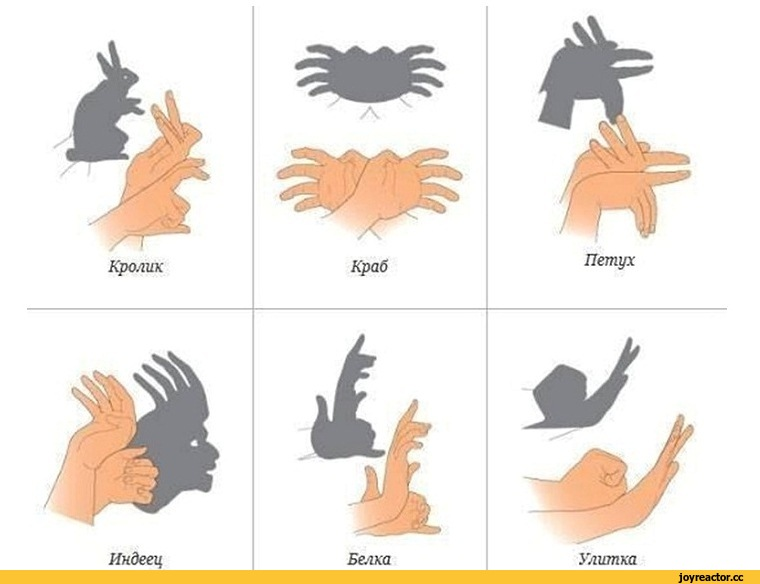 Кролик
Краб
Петух
Индеец
Белка
Улитка
joyreactor.cc